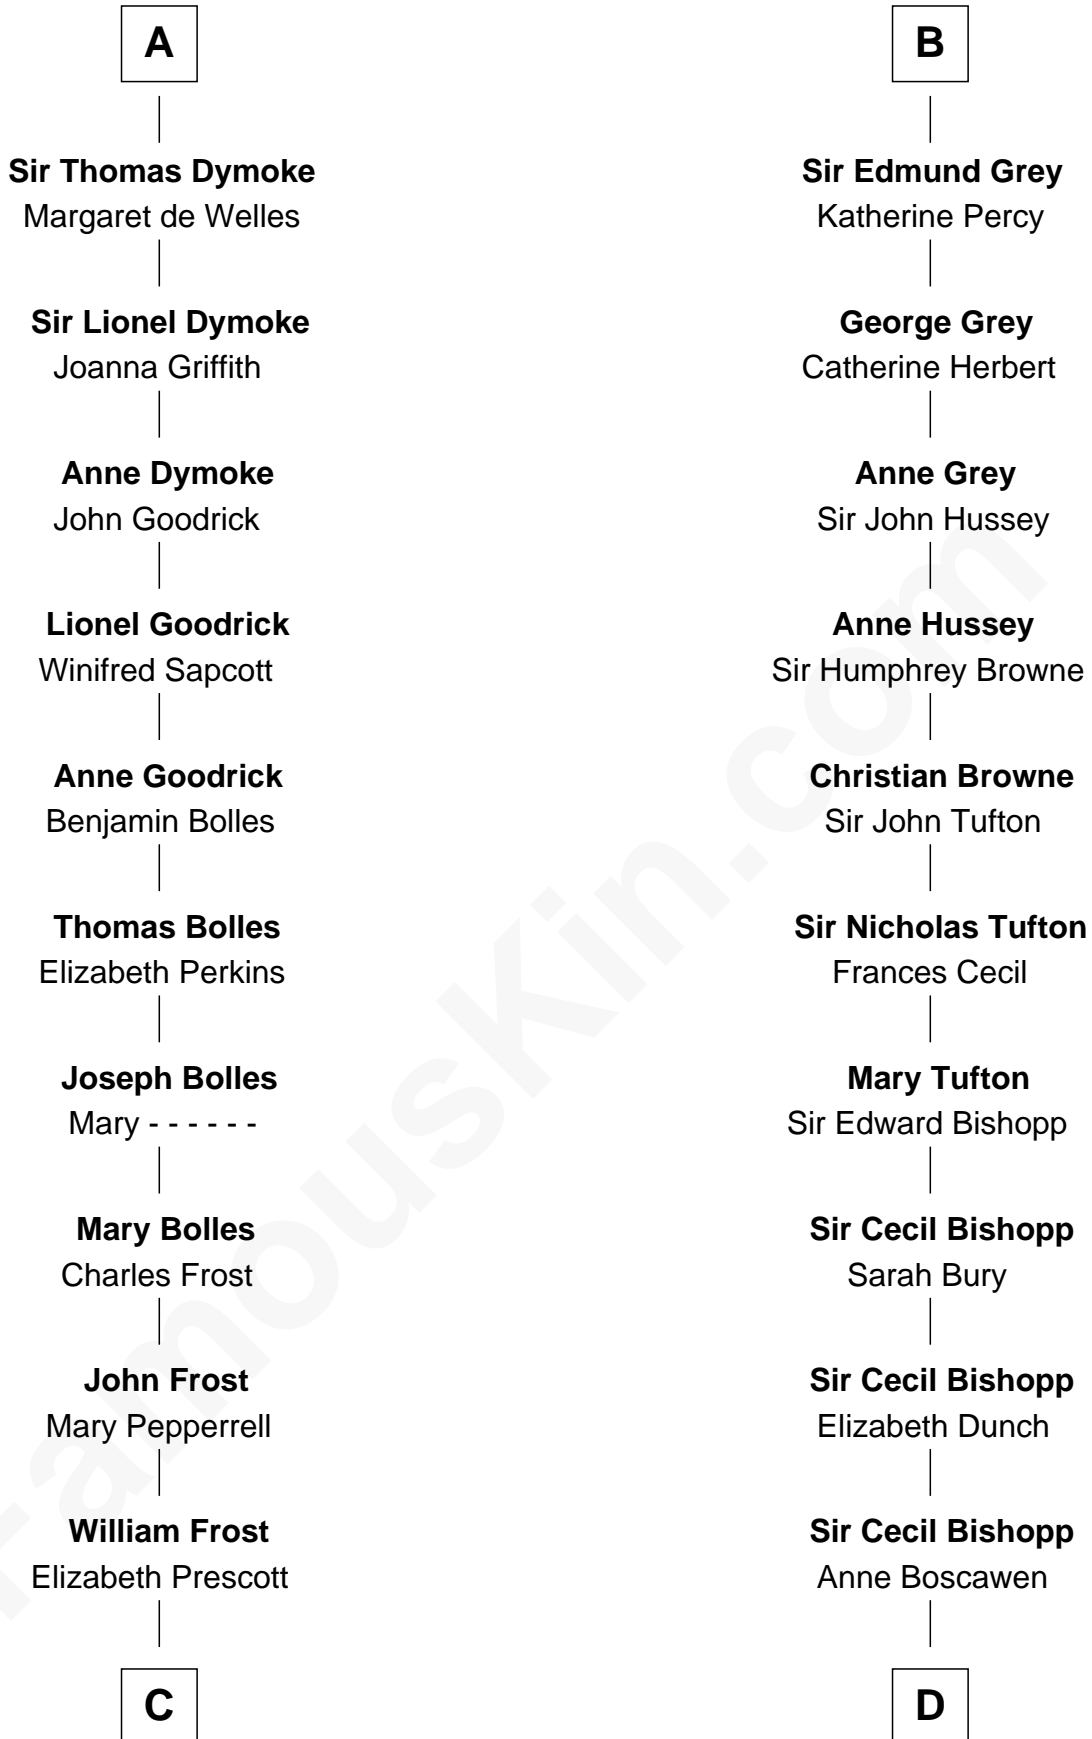 A
Sir Thomas Dymoke
Margaret de Welles
Sir Lionel Dymoke
Joanna Griffith
Anne Dymoke
John Goodrick
Lionel Goodrick
Winifred Sapcott
Anne Goodrick
Benjamin Bolles
Thomas Bolles
Elizabeth Perkins
Joseph Bolles
Mary - - - - - -
Mary Bolles
Charles Frost
John Frost
Mary Pepperrell
William Frost
Elizabeth Prescott
C
B
Sir Edmund Grey
Katherine Percy
George Grey
Catherine Herbert
Anne Grey
Sir John Hussey
Anne Hussey
Sir Humphrey Browne
Christian Browne
Sir John Tufton
Sir Nicholas Tufton
Frances Cecil
Mary Tufton
Sir Edward Bishopp
Sir Cecil Bishopp
Sarah Bury
Sir Cecil Bishopp
Elizabeth Dunch
Sir Cecil Bishopp
Anne Boscawen
D
FamousKin.com